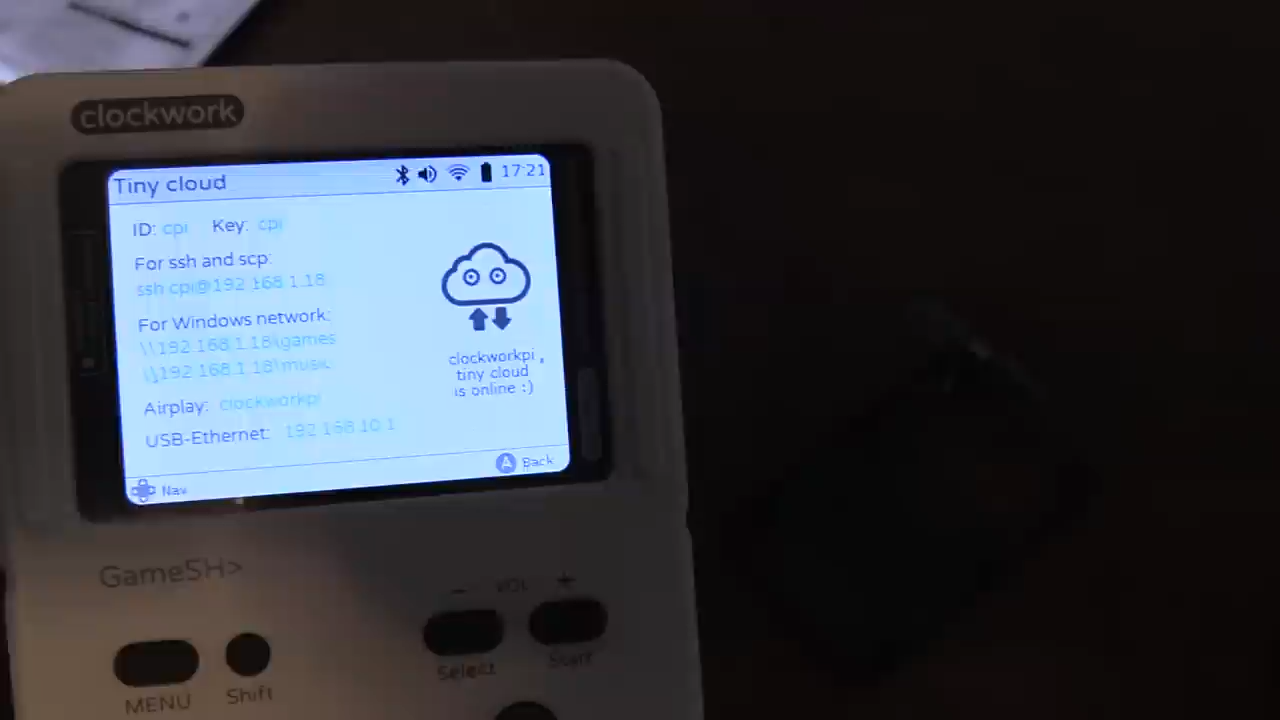 clockwork
Tiny cloud
17:21
ID: cpi Key: cpi
For ssh and scp:
ssh cpi@192.168.1.18
For Windows network:
\\192.168.1.18\games
\\192.168.1.18\music
Airplay: clockworkpi
USB-Ethernet: 192.168.10.1
clockworkpi ,
tiny cloud
is online :)
Nav
A Back
GameSH>
- VOL +
Select Start
MENU Shift